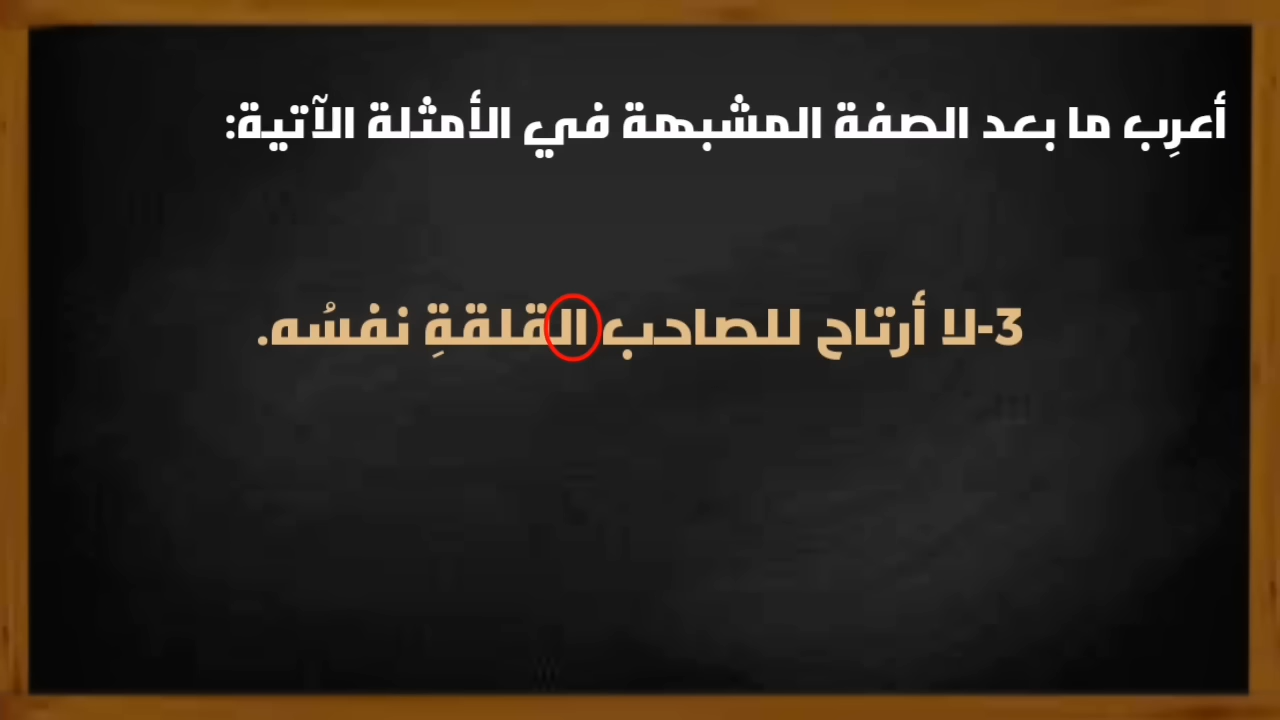 أعرِب ما بعد الصفة المشبهة في الأمثلة الآتية:
3-لا أرتاح للصاحب القلقةِ نفسُه.